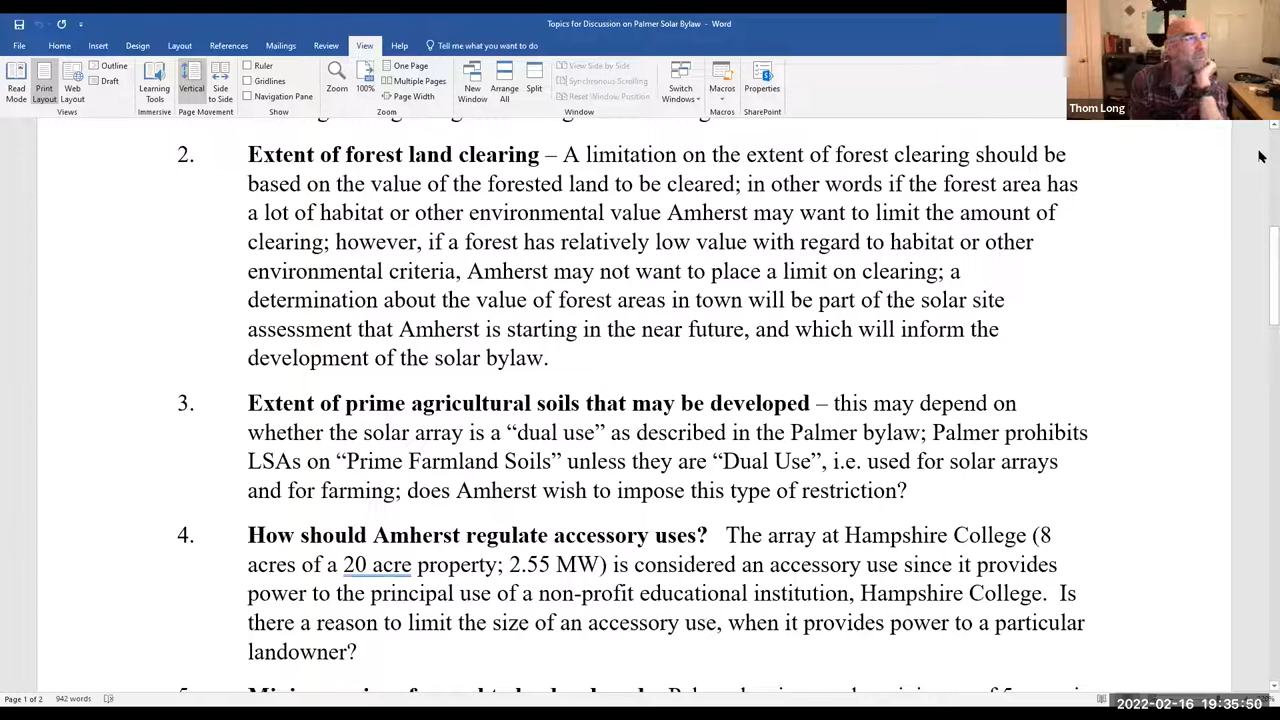 Topics for Discussion on Palmer Solar Bylaw - Word
File Home Insert Design Layout References Mailings Review View Help Tell me what you want to do
Read Mode
Print Layout
Web Layout
Outline
Draft
Views
Learning Tools
Immersive
Vertical
Side to Side
Page Movement
Ruler
Gridlines
Navigation Pane
Show
Zoom
100%
One Page
Multiple Pages
Page Width
Zoom
New Window
Arrange All
Split
View Side by Side
Synchronous Scrolling
Reset Window Position
Window
Switch Windows
Macros
Macros
Properties
SharePoint
Thom Long
2. Extent of forest land clearing – A limitation on the extent of forest clearing should be
based on the value of the forested land to be cleared; in other words if the forest area has
a lot of habitat or other environmental value Amherst may want to limit the amount of
clearing; however, if a forest has relatively low value with regard to habitat or other
environmental criteria, Amherst may not want to place a limit on clearing; a
determination about the value of forest areas in town will be part of the solar site
assessment that Amherst is starting in the near future, and which will inform the
development of the solar bylaw.
3. Extent of prime agricultural soils that may be developed – this may depend on
whether the solar array is a “dual use” as described in the Palmer bylaw; Palmer prohibits
LSAs on “Prime Farmland Soils” unless they are “Dual Use”, i.e. used for solar arrays
and for farming; does Amherst wish to impose this type of restriction?
4. How should Amherst regulate accessory uses? The array at Hampshire College (8
acres of a 20 acre property; 2.55 MW) is considered an accessory use since it provides
power to the principal use of a non-profit educational institution, Hampshire College. Is
there a reason to limit the size of an accessory use, when it provides power to a particular
landowner?
Page 1 of 2 942 words
2022-02-16 19:35:50